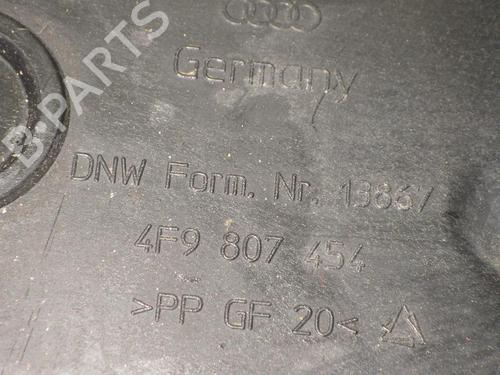 B-PARTS
Germany
DNW Form. Nr. 13867
4F9 807 454
>PP GF 20<